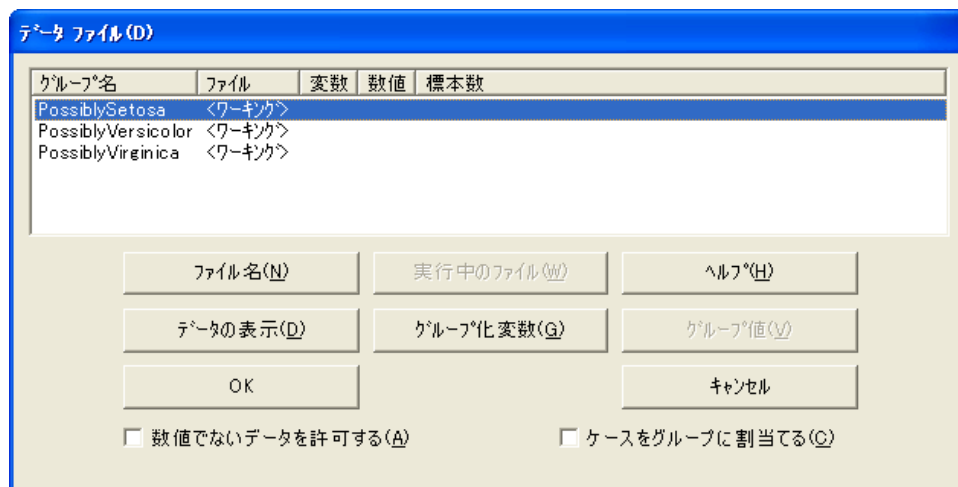 データ ファイル(D)
グループ名 ファイル 変数 数値 標本数
PossiblySetosa <ワーキング>
PossiblyVersicolor <ワーキング>
PossiblyVirginica <ワーキング>
ファイル名(N) 実行中のファイル(W) ヘルプ(H)
データの表示(D) グループ化変数(G) グループ値(V)
OK キャンセル
数値でないデータを許可する(A) ケースをグループに割当てる(C)